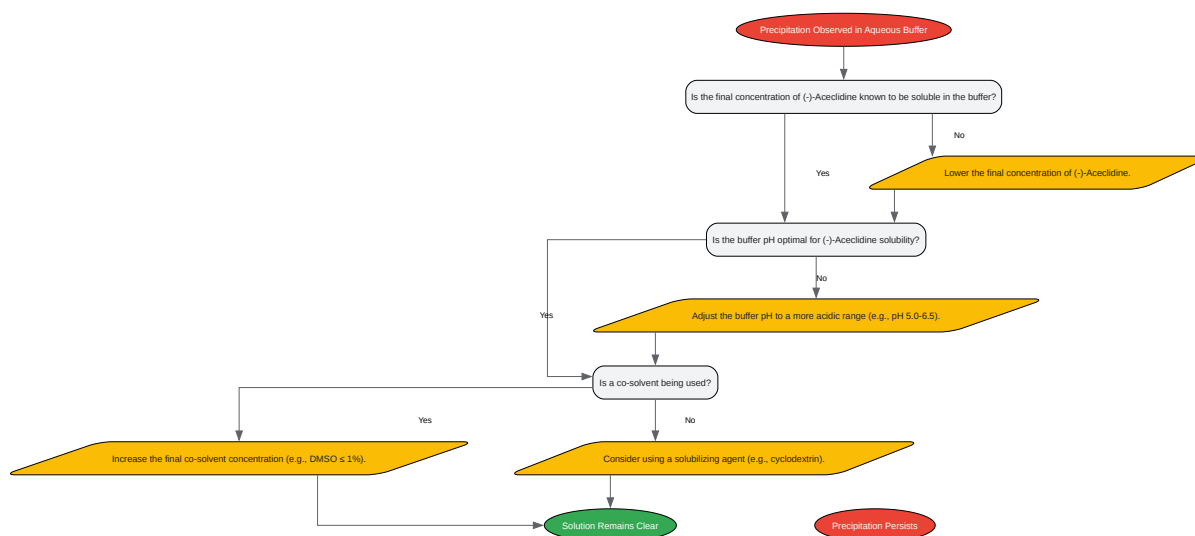 Precipitation Observed in Aqueous Buffer
Is the final concentration of (-)-Aceclidine known to be soluble in the buffer?
No
Yes
Lower the final concentration of (-)-Aceclidine.
Is the buffer pH optimal for (-)-Aceclidine solubility?
No
Yes
Adjust the buffer pH to a more acidic range (e.g., pH 5.0-6.5).
Is a co-solvent being used?
Yes
No
Increase the final co-solvent concentration (e.g., DMSO ≤ 1%).
Consider using a solubilizing agent (e.g., cyclodextrin).
Solution Remains Clear
Precipitation Persists